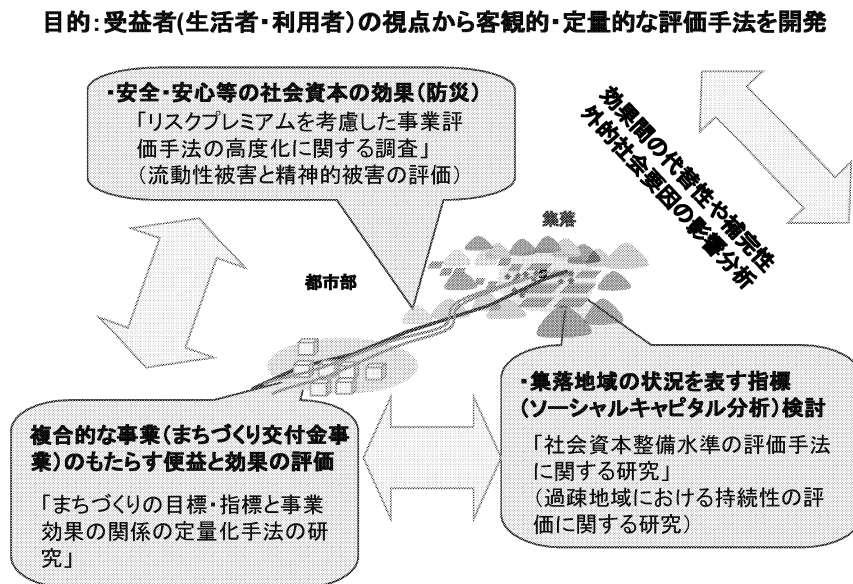 目的：受益者(生活者・利用者)の視点から客観的・定量的な評価手法を開発
・安全・安心等の社会資本の効果(防災)
「リスクプレミアムを考慮した事業評
価手法の高度化に関する調査」
(流動性被害と精神的被害の評価)
効果間の代替性や補完性
外的社会要因の影響分析
集落
都市部
・集落地域の状況を表す指標
(ソーシャルキャピタル分析)検討
「社会資本整備水準の評価手法
に関する研究」
(過疎地域における持続性の評
価に関する研究)
複合的な事業(まちづくり交付金事
業)のもたらす便益と効果の評価
「まちづくりの目標・指標と事業
効果の関係の定量化手法の研
究」